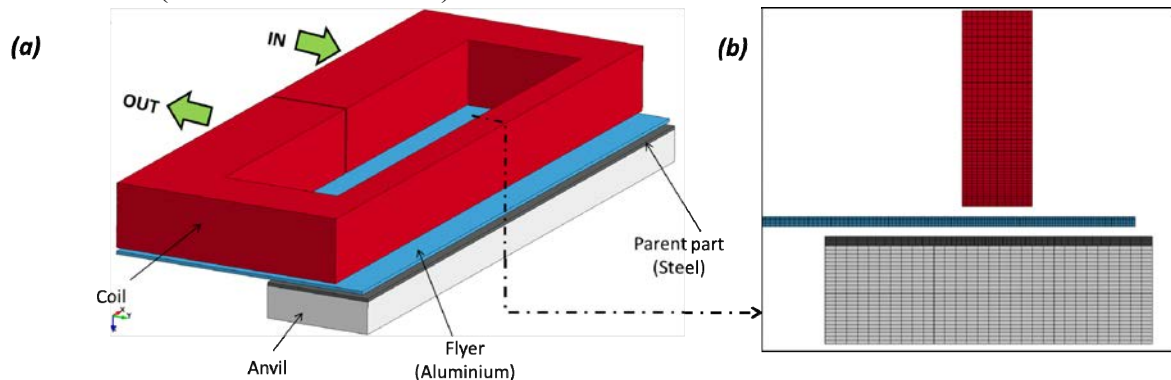 (a)
(b)
IN
OUT
Parent part
(Steel)
Coil
Flyer
(Aluminium)
Anvil